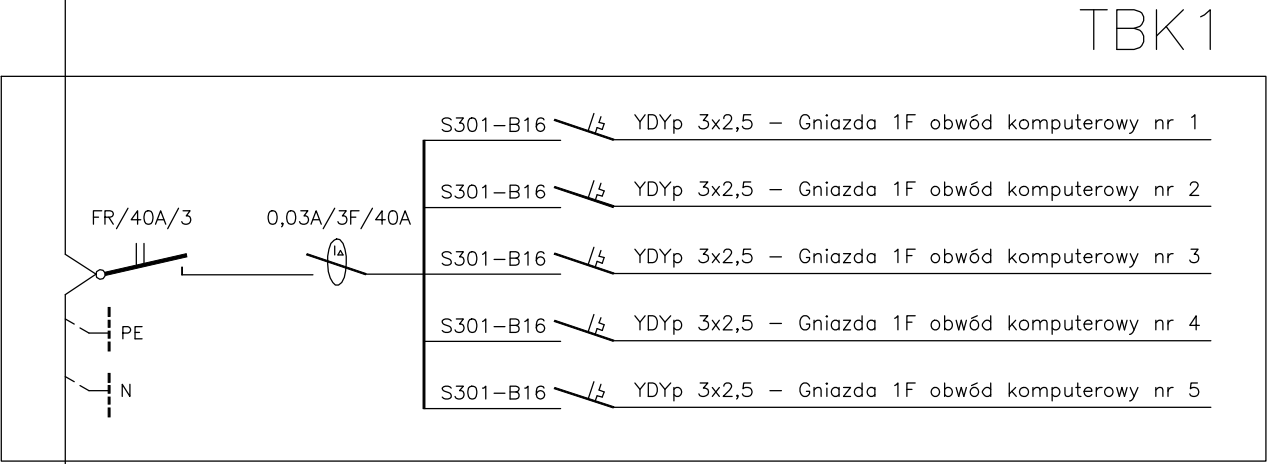 TBK1
S301-B16 YDYp 3x2,5 - Gniazda 1F obwód komputerowy nr 1
S301-B16 YDYp 3x2,5 - Gniazda 1F obwód komputerowy nr 2
FR/40A/3 0,03A/3F/40A
I△
S301-B16 YDYp 3x2,5 - Gniazda 1F obwód komputerowy nr 3
S301-B16 YDYp 3x2,5 - Gniazda 1F obwód komputerowy nr 4
PE
S301-B16 YDYp 3x2,5 - Gniazda 1F obwód komputerowy nr 5
N